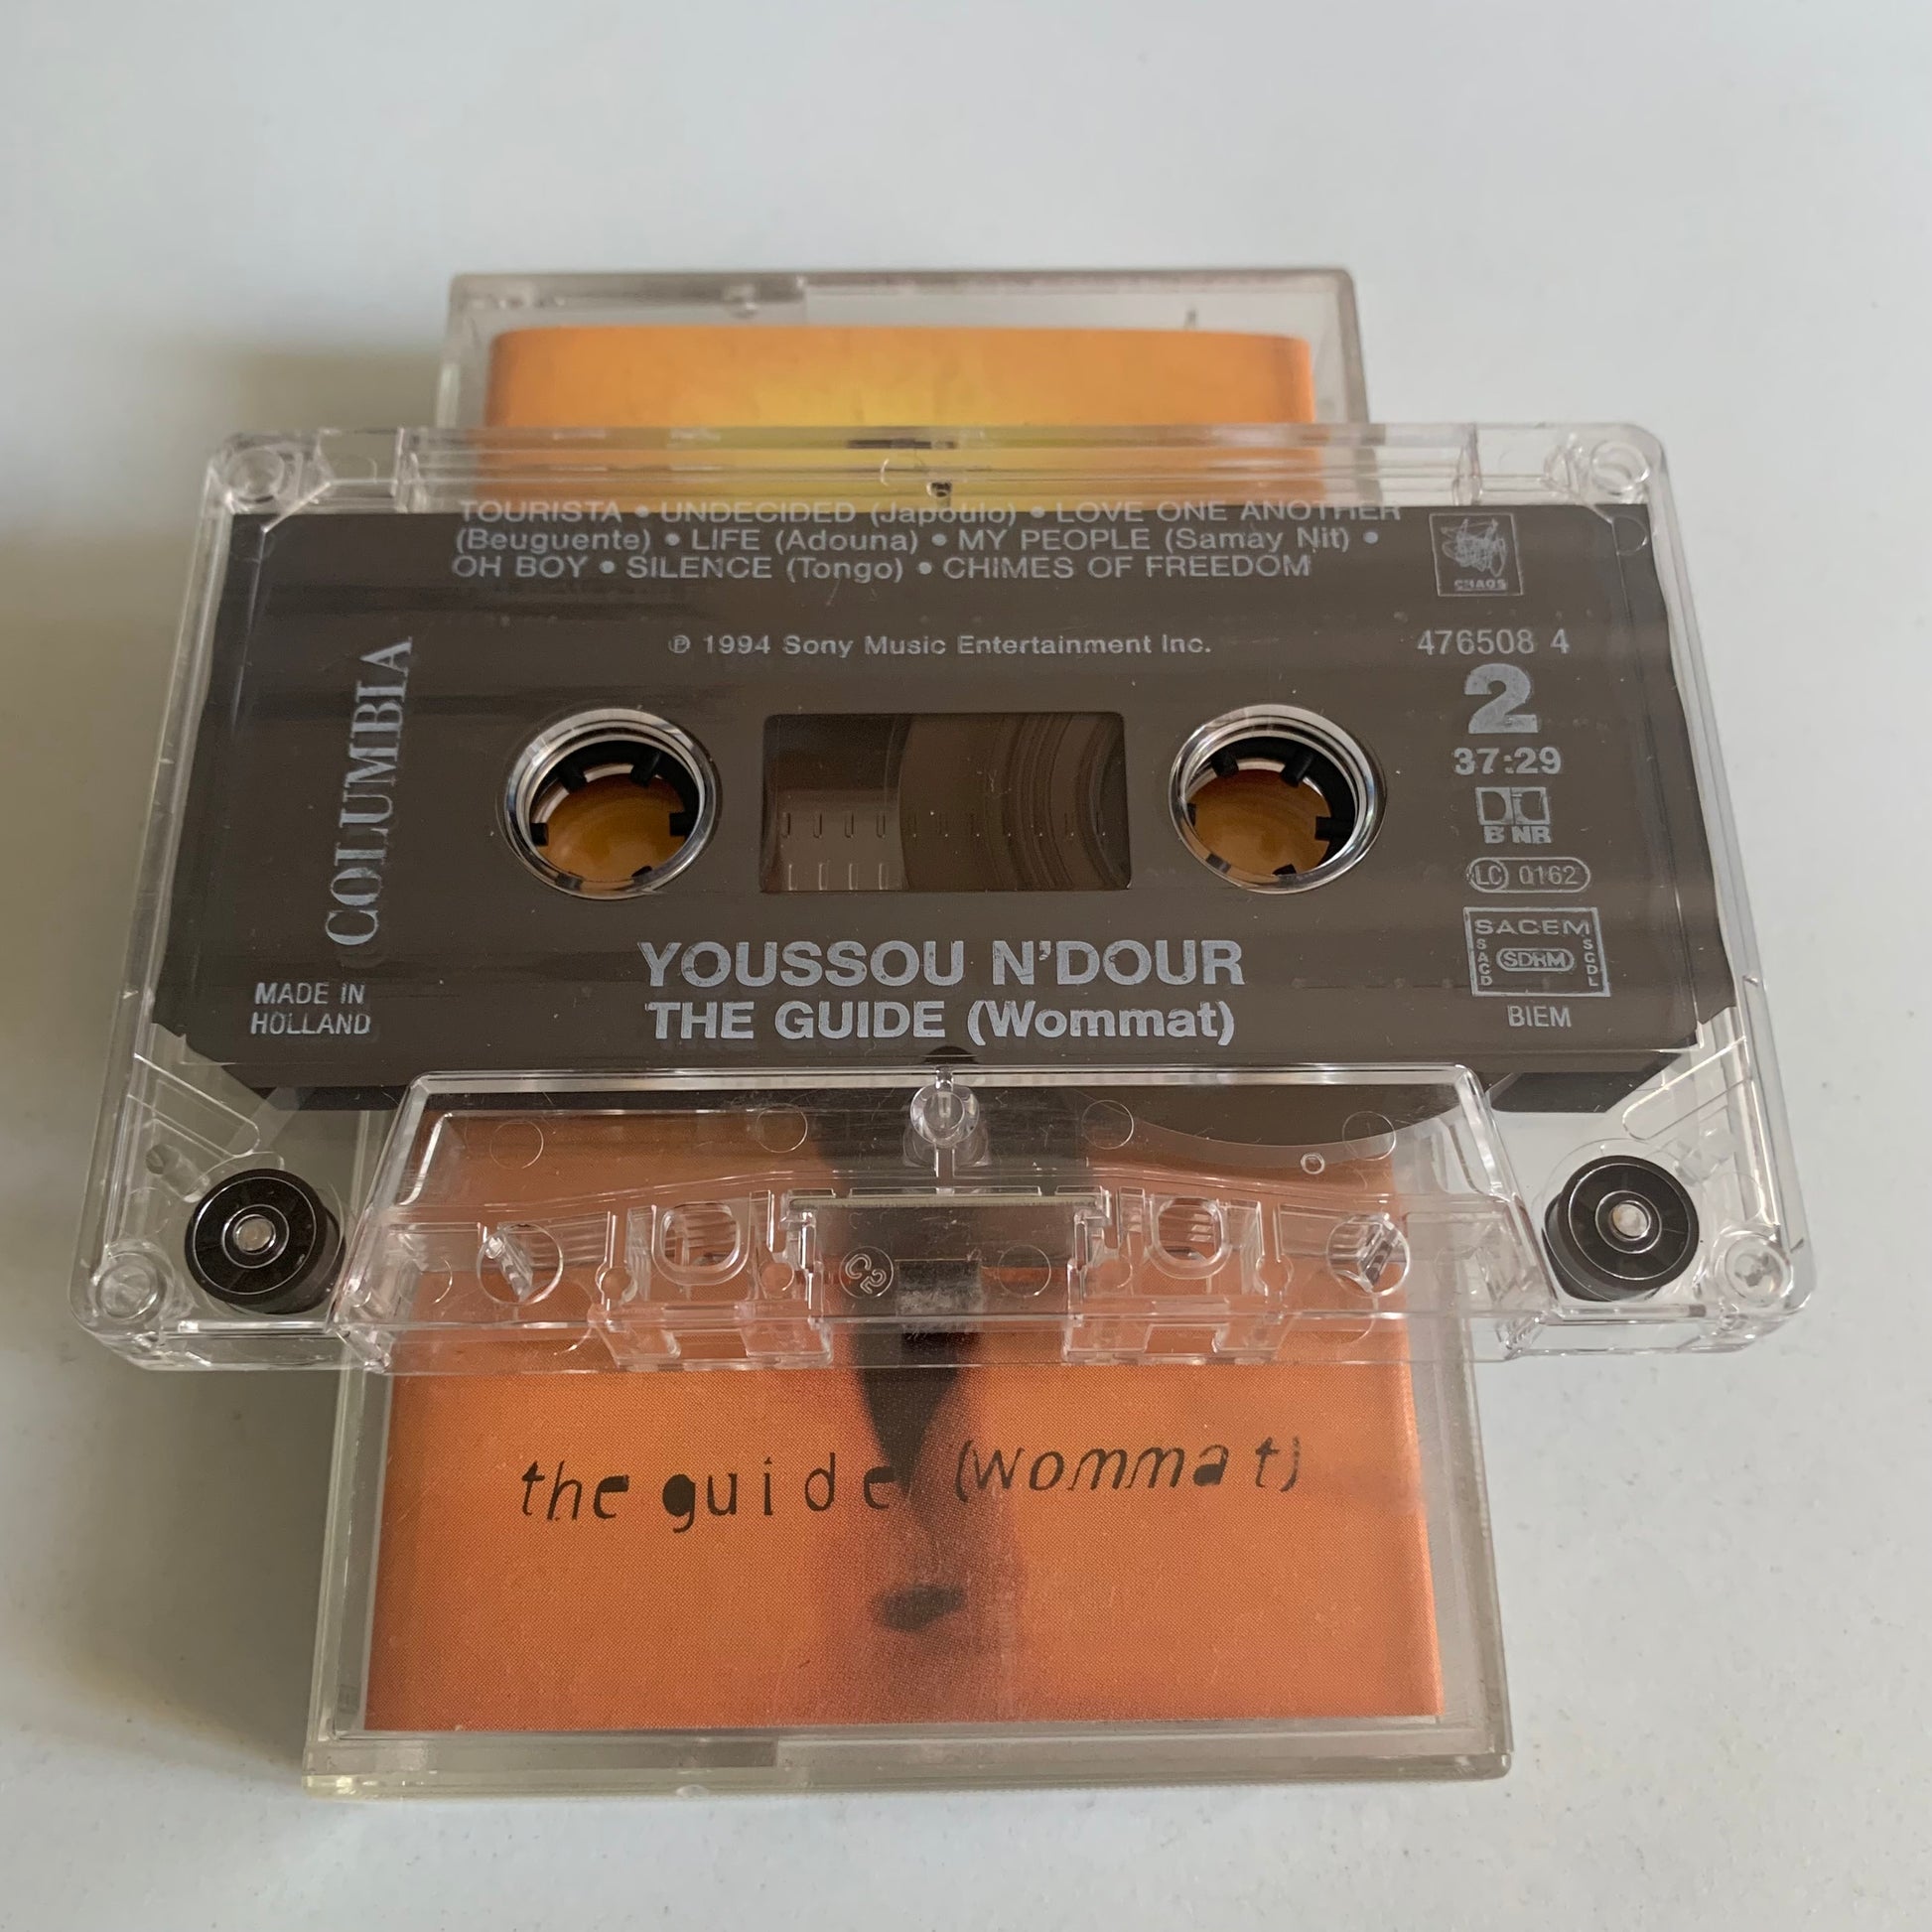 TOURISTA • UNDECIDED (Japoulo) • LOVE ONE ANOTHER
(Beuguente) • LIFE (Adouna) • MY PEOPLE (Samay Nit) •
OH BOY • SILENCE (Tongo) • CHIMES OF FREEDOM
CHAOS
℗ 1994 Sony Music Entertainment Inc.
476508 4
2
37:29
B NR
LC 0162
SACEM
SACD
SDRM
SGDL
BIEM
COLUMBIA
MADE IN
HOLLAND
YOUSSOU N'DOUR
THE GUIDE (Wommat)
C2
the guide (wommat)